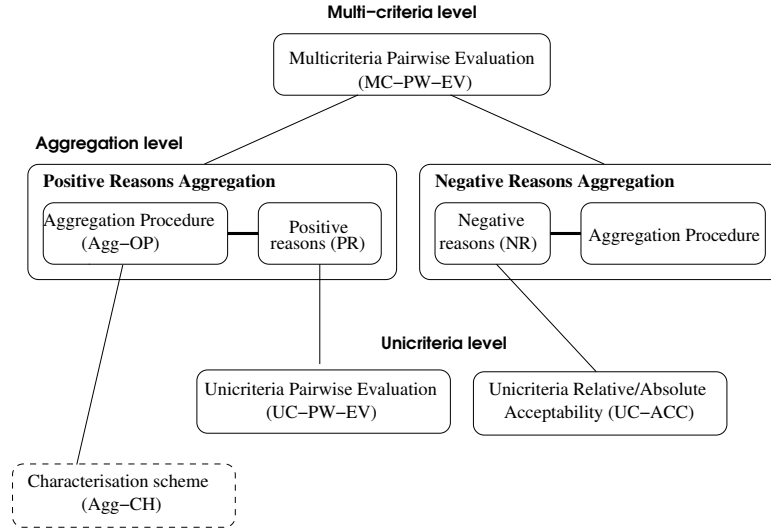 Multi−criteria level
Multicriteria Pairwise Evaluation
(MC−PW−EV)
Aggregation level
Positive Reasons Aggregation
Aggregation Procedure
(Agg−OP)
Positive
reasons (PR)
Negative Reasons Aggregation
Negative
reasons (NR)
Aggregation Procedure
Unicriteria level
Unicriteria Pairwise Evaluation
(UC−PW−EV)
Unicriteria Relative/Absolute
Acceptability (UC−ACC)
Characterisation scheme
(Agg−CH)